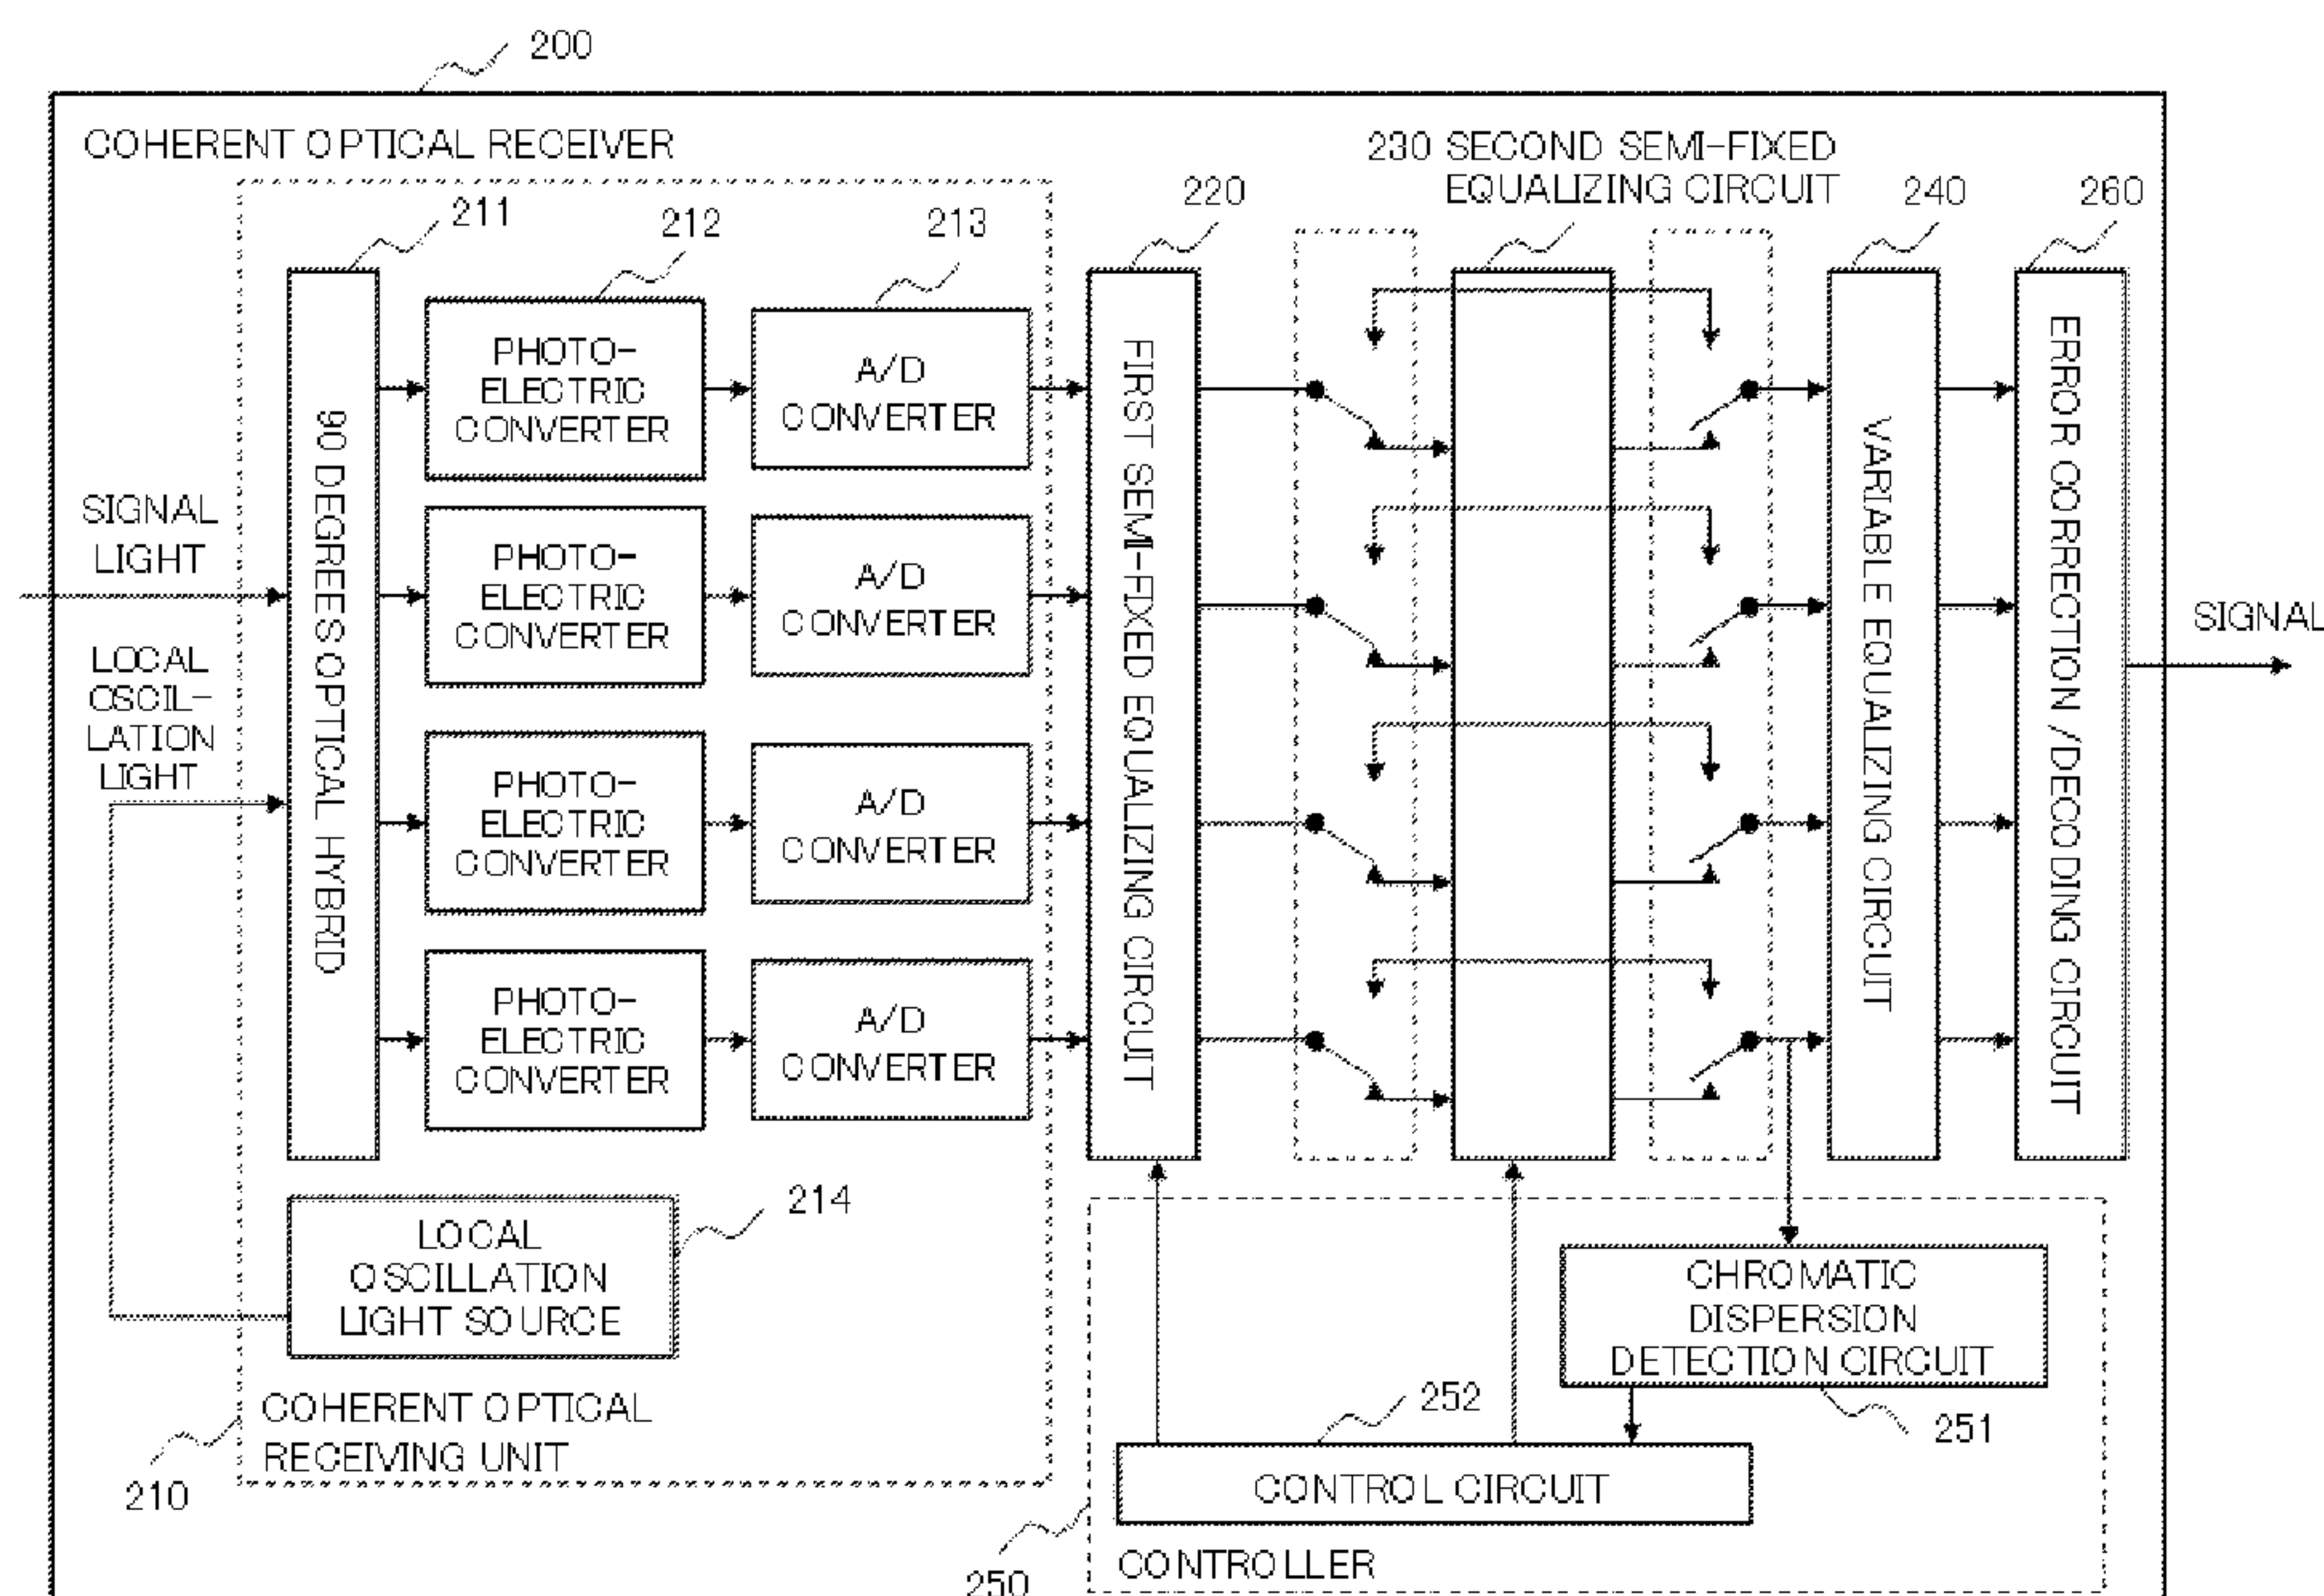 200
COHERENT OPTICAL RECEIVER
230 SECOND SEMI-FIXED
EQUALIZING CIRCUIT
211
212
213
220
240
260
SIGNAL
LIGHT
LOCAL
OSCIL-
LATION
LIGHT
90 DEGREES OPTICAL HYBRID
PHOTO-
ELECTRIC
CONVERTER
A/D
CONVERTER
PHOTO-
ELECTRIC
CONVERTER
A/D
CONVERTER
PHOTO-
ELECTRIC
CONVERTER
A/D
CONVERTER
PHOTO-
ELECTRIC
CONVERTER
A/D
CONVERTER
FIRST SEMI-FIXED EQUALIZING CIRCUIT
VARIABLE EQUALIZING CIRCUIT
ERROR CORRECTION /DECODING CIRCUIT
SIGNAL
LOCAL
OSCILLATION
LIGHT SOURCE
214
COHERENT OPTICAL
RECEIVING UNIT
210
CHROMATIC
DISPERSION
DETECTION CIRCUIT
251
252
CONTROL CIRCUIT
CONTROLLER
250